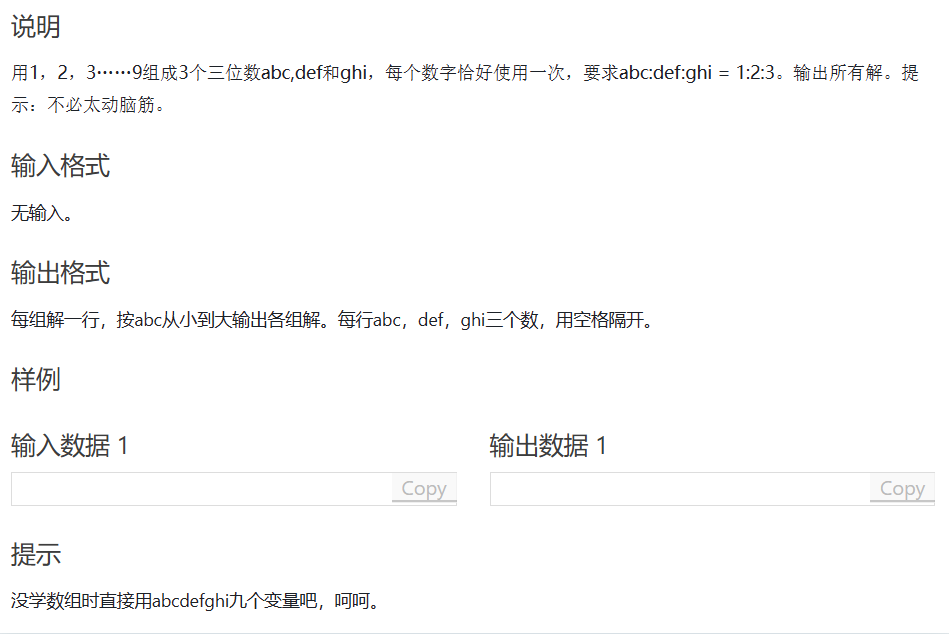 说明
用1，2，3……9组成3个三位数abc,def和ghi，每个数字恰好使用一次，要求abc:def:ghi = 1:2:3。输出所有解。提
示：不必太动脑筋。
输入格式
无输入。
输出格式
每组解一行，按abc从小到大输出各组解。每行abc，def，ghi三个数，用空格隔开。
样例
输入数据 1
Copy
输出数据 1
Copy
提示
没学数组时直接用abcdefghi九个变量吧，呵呵。